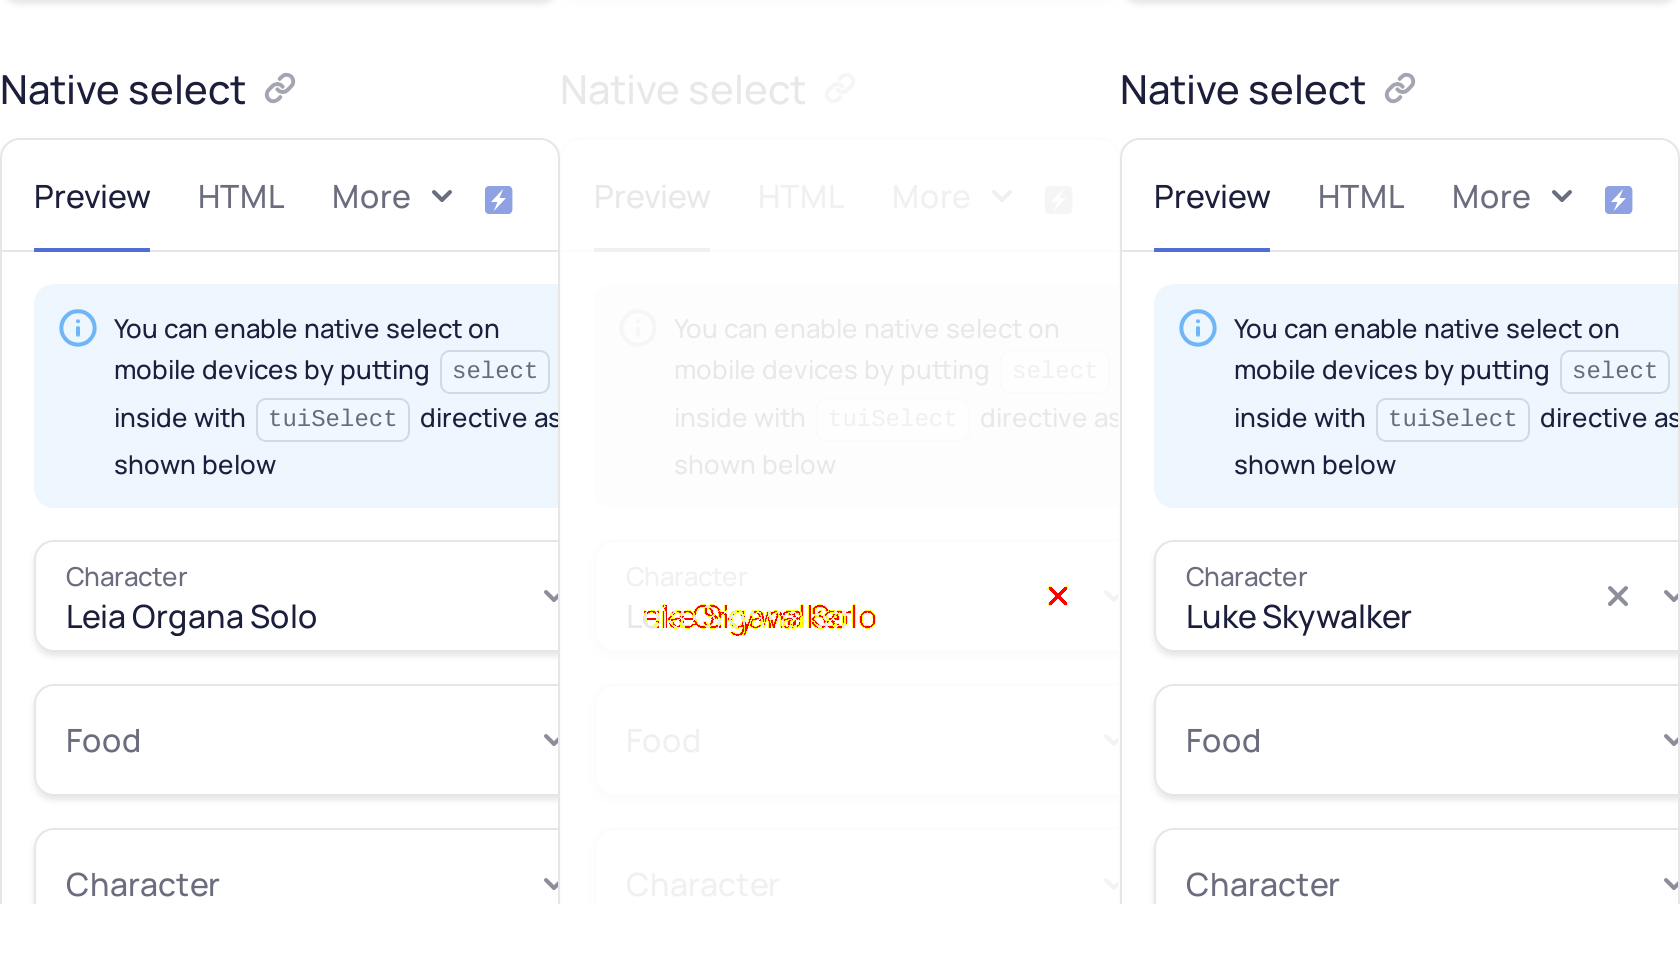 Native select
Preview HTML More
You can enable native select on
mobile devices by putting select
inside with tuiSelect directive as
shown below
Character
Leia Organa Solo
Food
Character
Native select
Preview HTML More
You can enable native select on
mobile devices by putting select
inside with tuiSelect directive as
shown below
Character
Food
Character
Native select
Preview HTML More
You can enable native select on
mobile devices by putting select
inside with tuiSelect directive as
shown below
Character
Luke Skywalker
Food
Character